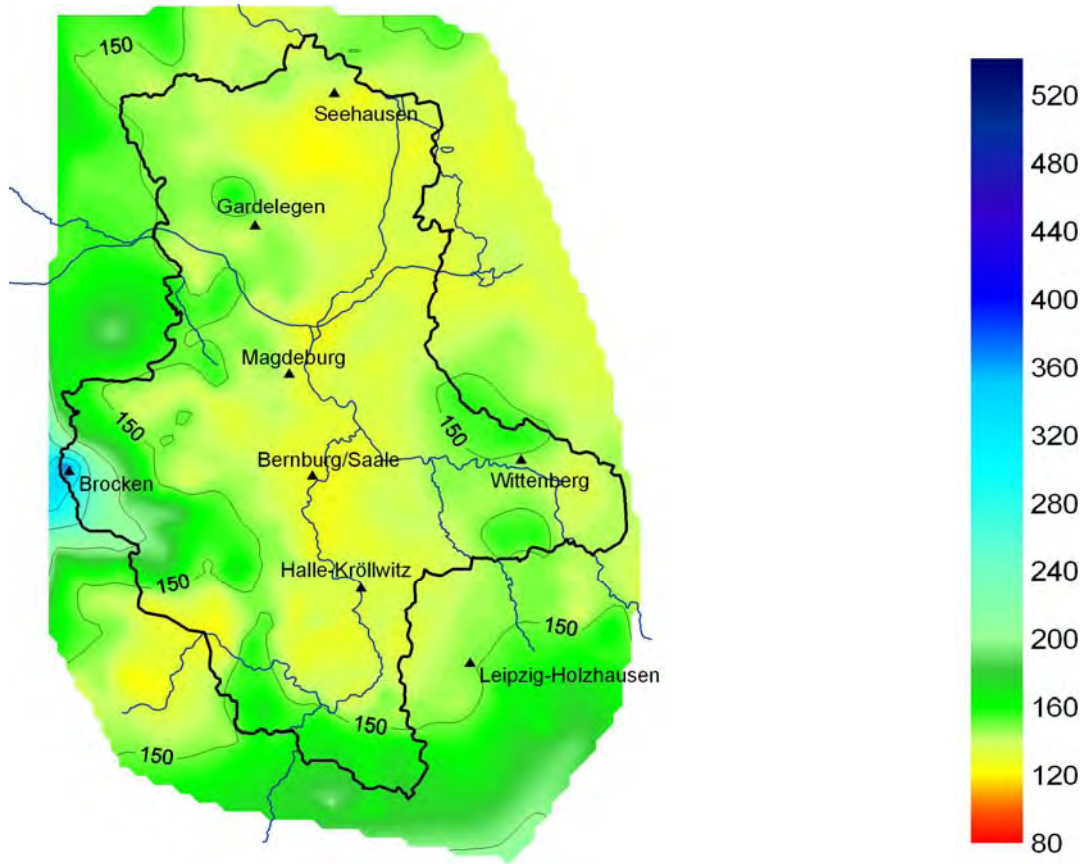 150
Seehausen
Gardelegen
Magdeburg
150
150
Bernburg/Saale
Brocken
Wittenberg
Halle-Kröllwitz
150
150
Leipzig-Holzhausen
150
150
520
480
440
400
360
320
280
240
200
160
120
80